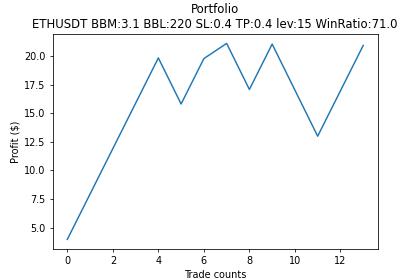 Portfolio
ETHUSDT BBM:3.1 BBL:220 SL:0.4 TP:0.4 lev:15 WinRatio:71.0
20.0
17.5
15.0
12.5
10.0
7.5
5.0
Profit ($)
0 2 4 6 8 10 12
Trade counts